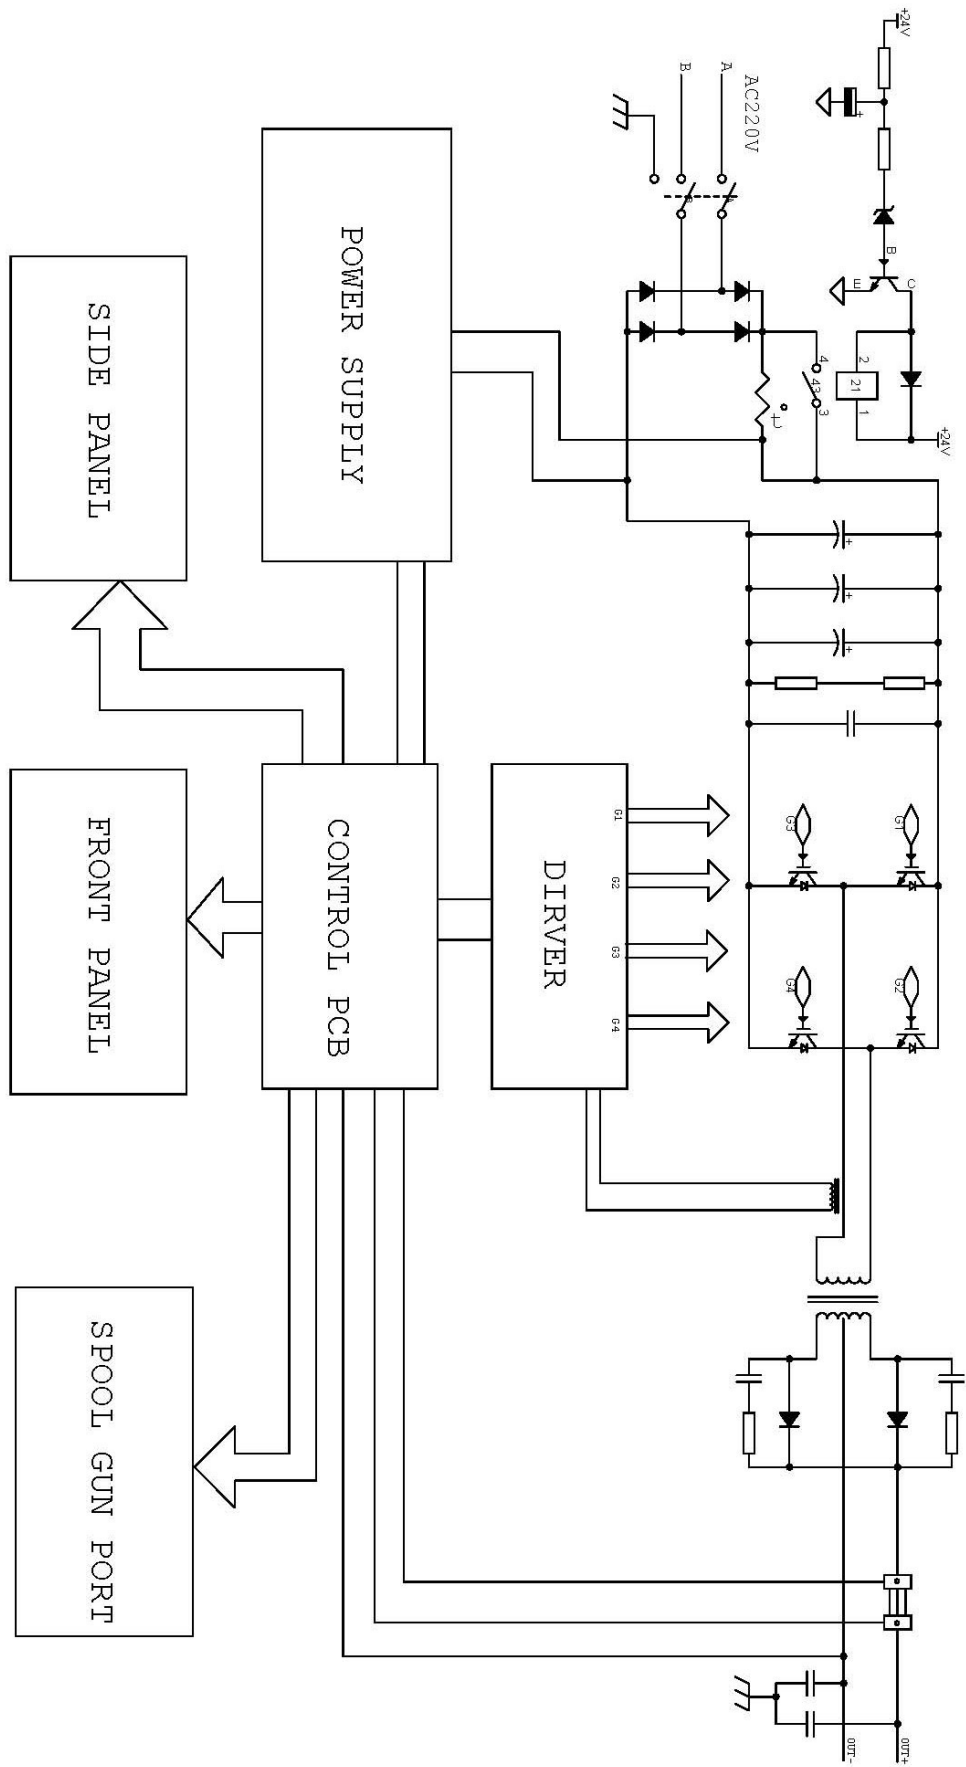 +24V
B
E
C
2
21
1
+24V
AC220V
A
B
A
B
4
43
3
t
+
+
+
+
G1
G3
G2
G4
POWER SUPPLY
SIDE PANEL
CONTROL PCB
FRONT PANEL
DIRVER
G1
G2
G3
G4
SPOOL GUN PORT
OUT+
OUT-